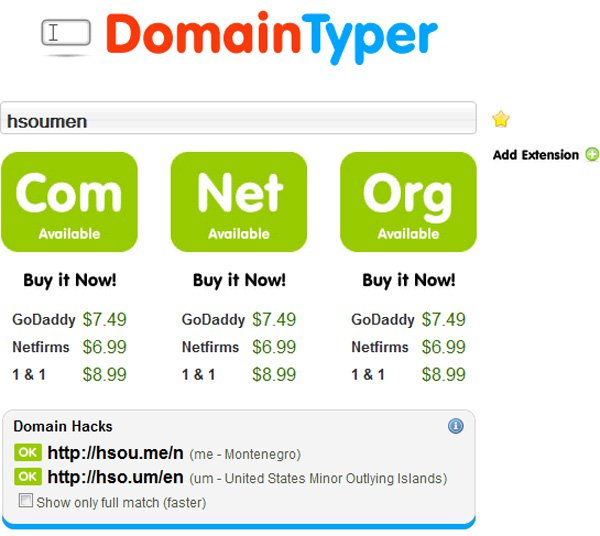 DomainTyper
hsoumen
Add Extension
Com Net Org
Available Available Available
Buy it Now! Buy it Now! Buy it Now!
GoDaddy $7.49 GoDaddy $7.49 GoDaddy $7.49
Netfirms $6.99 Netfirms $6.99 Netfirms $6.99
1 & 1 $8.99 1 & 1 $8.99 1 & 1 $8.99
Domain Hacks
OK http://hsou.me/n (me - Montenegro)
OK http://hso.um/en (um - United States Minor Outlying Islands)
Show only full match (faster)